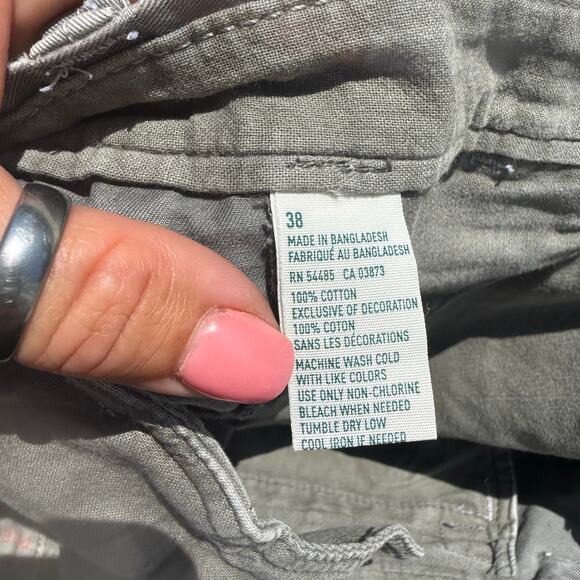 38
MADE IN BANGLADESH
FABRIQUÉ AU BANGLADESH
RN 54485 CA 03873
100% COTTON
EXCLUSIVE OF DECORATION
100% COTON
SANS LES DÉCORATIONS
MACHINE WASH COLD
WITH LIKE COLORS
USE ONLY NON-CHLORINE
BLEACH WHEN NEEDED
TUMBLE DRY LOW
COOL IRON IF NEEDED